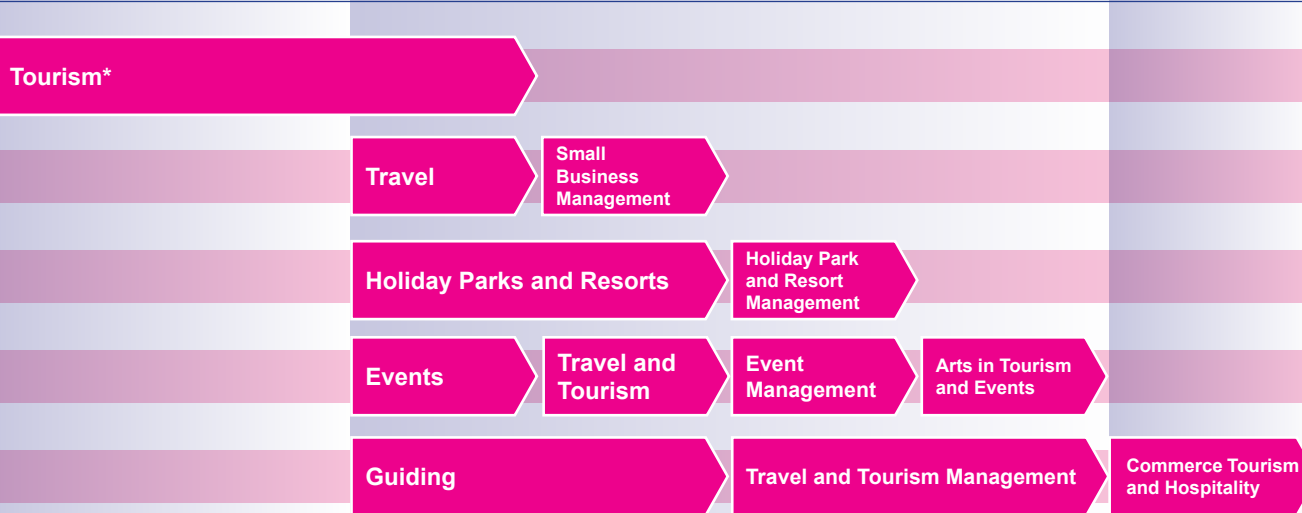 Tourism*
Travel
Small
Business
Management
Holiday Parks and Resorts
Holiday Park
and Resort
Management
Events
Travel and
Tourism
Event
Management
Arts in Tourism
and Events
Guiding
Travel and Tourism Management
Commerce Tourism
and Hospitality